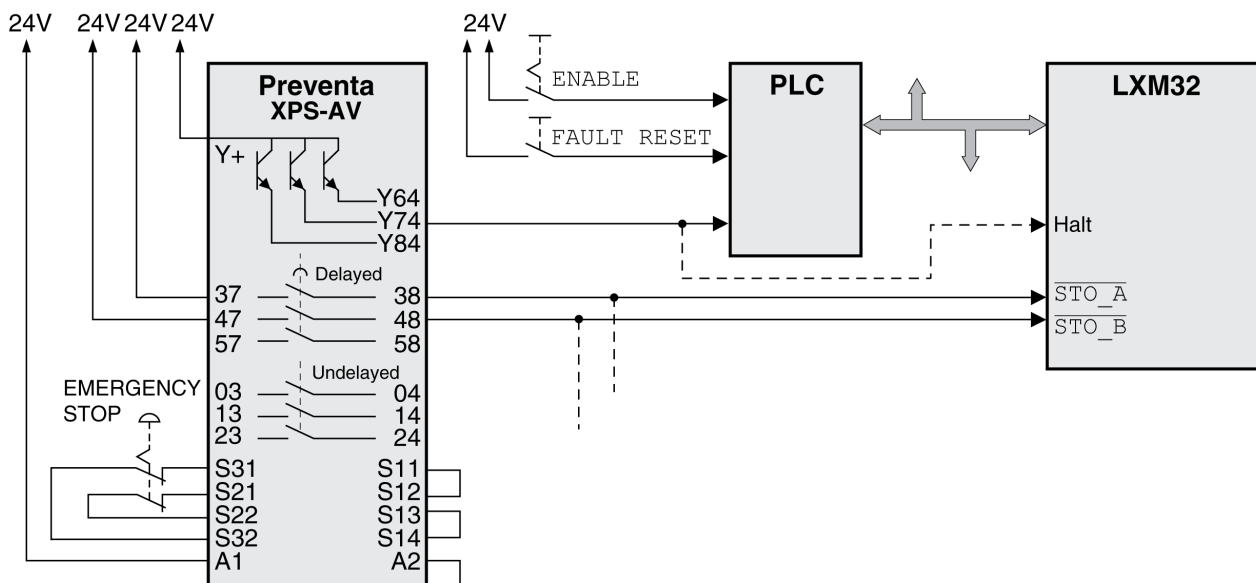 24V 24V 24V 24V 24V
Preventa
XPS-AV
PLC
LXM32
ENABLE
FAULT RESET
Y+
Y64
Y74
Y84
Halt
Delayed
37 38
47 48
57 58
STO_A
STO_B
Undelayed
03 04
13 14
23 24
EMERGENCY
STOP
S31 S11
S21 S12
S22 S13
S32 S14
A1 A2